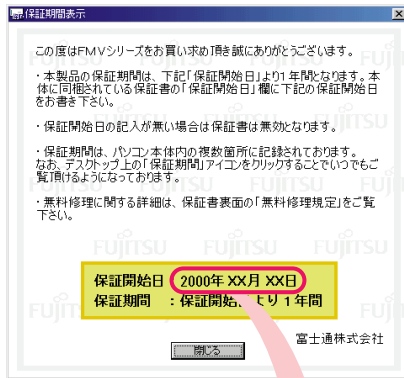 保証期間表示
この度はFMVシリーズをお買い求め頂き誠にありがとうございます。
・本製品の保証期間は、下記「保証開始日」より1年間となります。本
体に同梱されている保証書の「保証開始日」欄に下記の保証開始日
をお書き下さい。
・保証開始日の記入が無い場合は保証書は無効となります。
・保証期間は、パソコン本体内の複数箇所に記録されております。
なお、デスクトップ上の「保証期間」アイコンをクリックすることでいつでもご
覧頂けるようになっております。
・無料修理に関する詳細は、保証書裏面の「無料修理規定」をご覧
下さい。
FUJITSU FUJITSU FUJITSU
保証開始日 2000年 XX月 XX日
保証期間 :保証開始日より1年間
富士通株式会社
閉じる